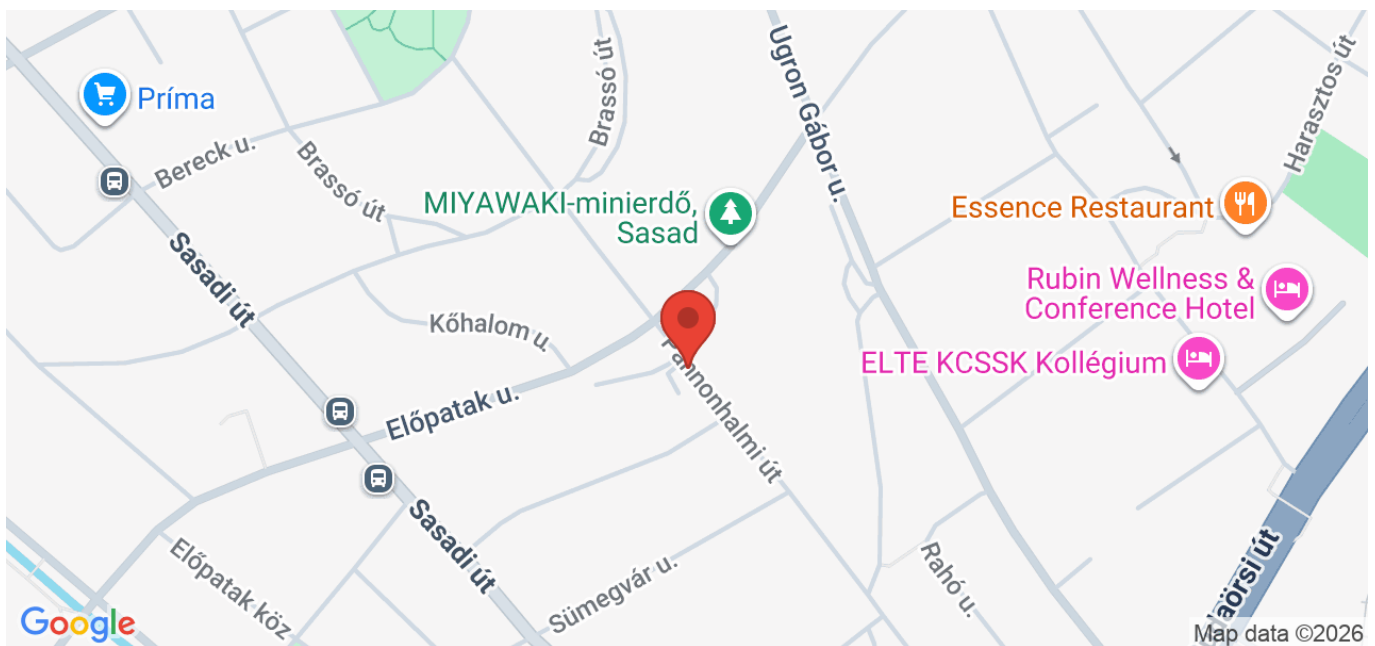 Ugron Gábor u.
Brassó út
Harasztos út
Príma
Bereck u.
Brassó út
MIYAWAKI-minierdő,
Sasad
Essence Restaurant
Sasadi út
Rubin Wellness &
Conference Hotel
Kőhalom u.
ELTE KCSSK Kollégium
Pannonhalmi út
Előpatak u.
Sasadi út
Rahó u.
Előpatak köz
Sümegvár u.
Google
Map data ©2026